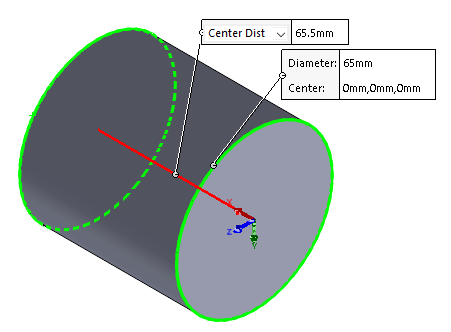 Center Dist 65.5mm
Diameter: 65mm
Center: 0mm,0mm,0mm
X
Z
Y